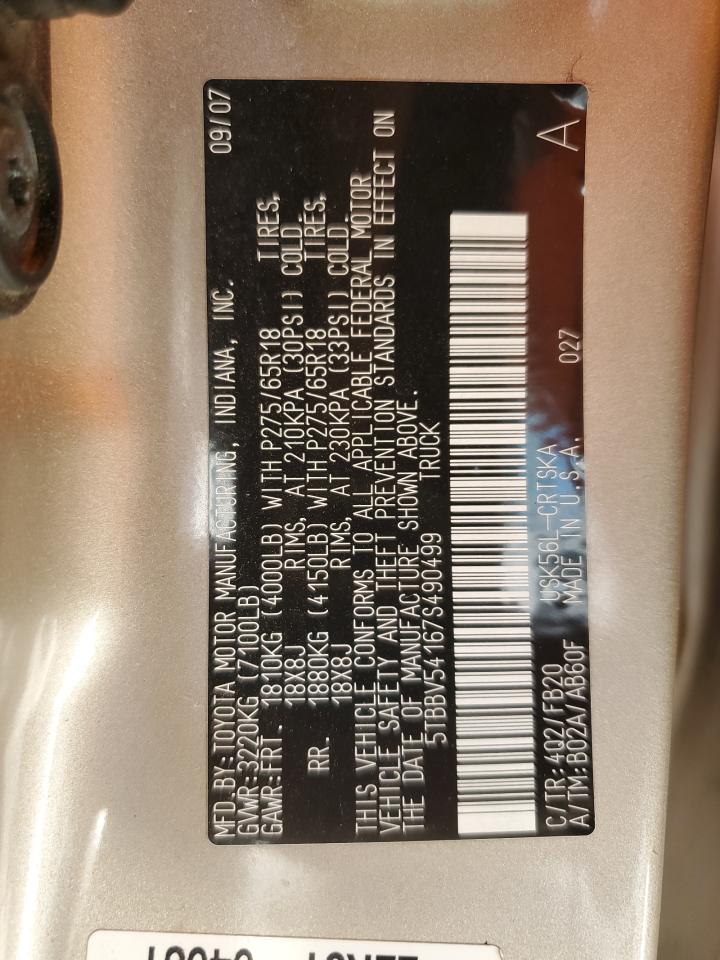 MFD.BY:TOYOTA MOTOR MANUFACTURING, INDIANA, INC. 09/07
GVWR:3220KG (7100LB)
GAWR:FRT. 1810KG (4000LB) WITH P275/65R18 TIRES,
18X8J RIMS, AT 210KPA (30PSI) COLD.
RR. 1880KG (4150LB) WITH P275/65R18 TIRES,
18X8J RIMS, AT 230KPA (33PSI) COLD.
THIS VEHICLE CONFORMS TO ALL APPLICABLE FEDERAL MOTOR
VEHICLE SAFETY AND THEFT PREVENTION STANDARDS IN EFFECT ON
THE DATE OF MANUFACTURE SHOWN ABOVE.
5TBBV54167S490499 TRUCK
C/TR:4Q2/FB20 USK56L-CRTSKA 027 A
A/TM:B02A/AB60F MADE IN U.S.A.